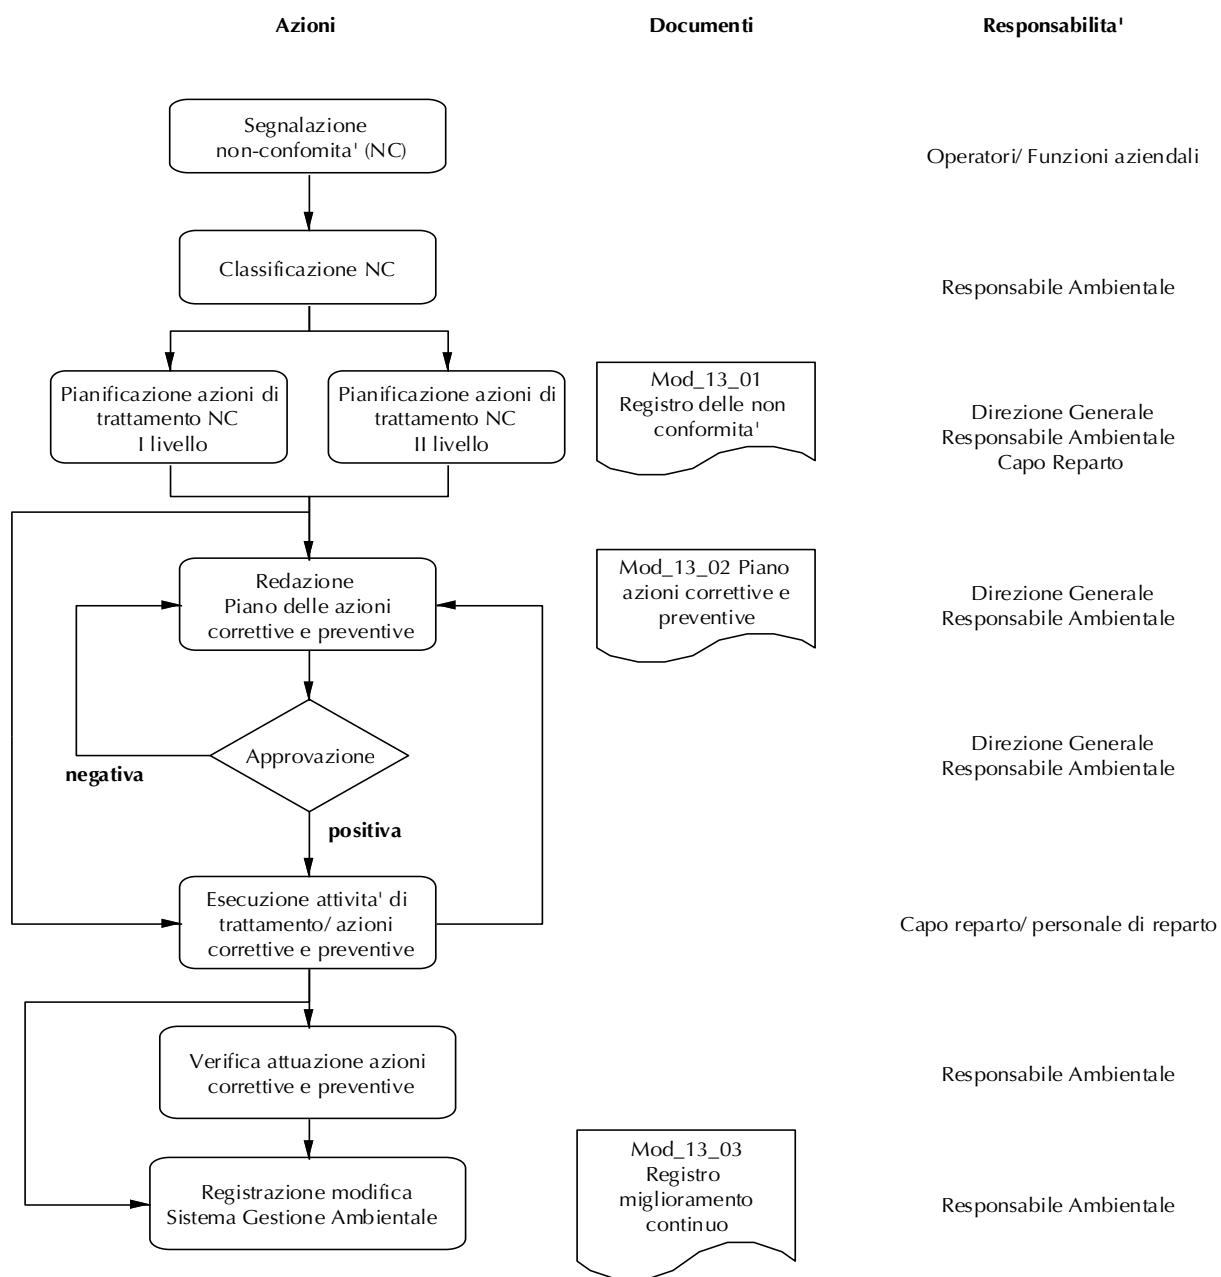 Azioni
Documenti
Responsabilita'
Segnalazione
non-confomita' (NC)
Operatori/ Funzioni aziendali
Classificazione NC
Responsabile Ambientale
Pianificazione azioni di
trattamento NC
I livello
Pianificazione azioni di
trattamento NC
II livello
Mod_13_01
Registro delle non
conformita'
Direzione Generale
Responsabile Ambientale
Capo Reparto
Redazione
Piano delle azioni
correttive e preventive
Mod_13_02 Piano
azioni correttive e
preventive
Direzione Generale
Responsabile Ambientale
Approvazione
negativa
positiva
Direzione Generale
Responsabile Ambientale
Esecuzione attivita' di
trattamento/ azioni
correttive e preventive
Capo reparto/ personale di reparto
Verifica attuazione azioni
correttive e preventive
Responsabile Ambientale
Registrazione modifica
Sistema Gestione Ambientale
Mod_13_03
Registro
miglioramento
continuo
Responsabile Ambientale